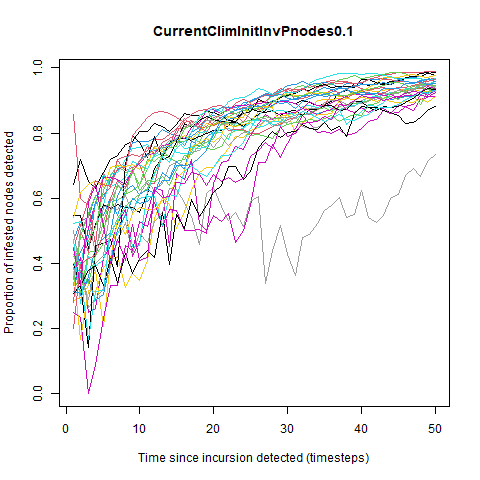 CurrentClimInitInvPnodes0.1
Proportion of infested nodes detected
1.0
0.8
0.6
0.4
0.2
0.0
0 10 20 30 40 50
Time since incursion detected (timesteps)